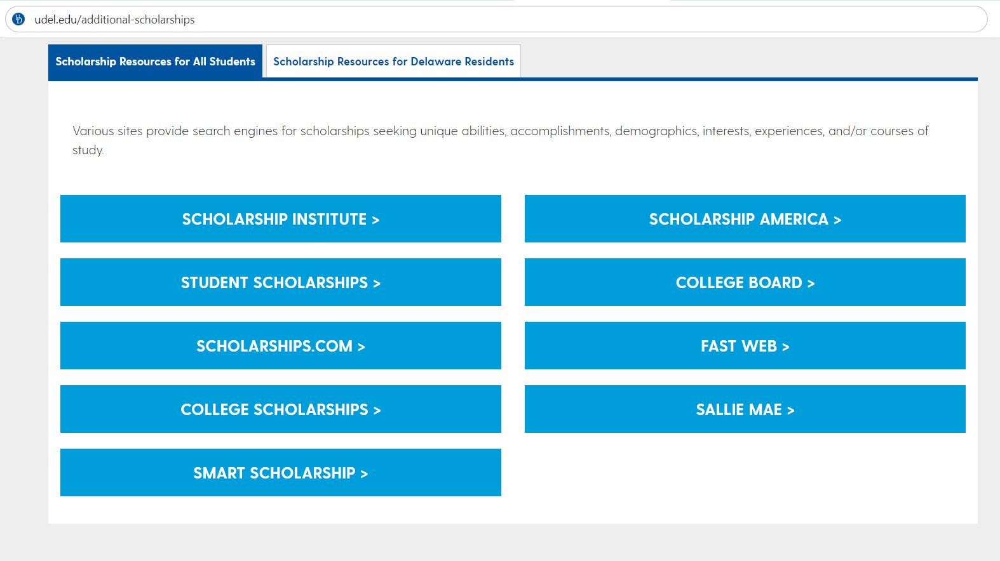 udel.edu/additional-scholarships
Scholarship Resources for All Students
Scholarship Resources for Delaware Residents
Various sites provide search engines for scholarships seeking unique abilities, accomplishments, demographics, interests, experiences, and/or courses of
study.
SCHOLARSHIP INSTITUTE >
SCHOLARSHIP AMERICA >
STUDENT SCHOLARSHIPS >
COLLEGE BOARD >
SCHOLARSHIPS.COM >
FAST WEB >
COLLEGE SCHOLARSHIPS >
SALLIE MAE >
SMART SCHOLARSHIP >